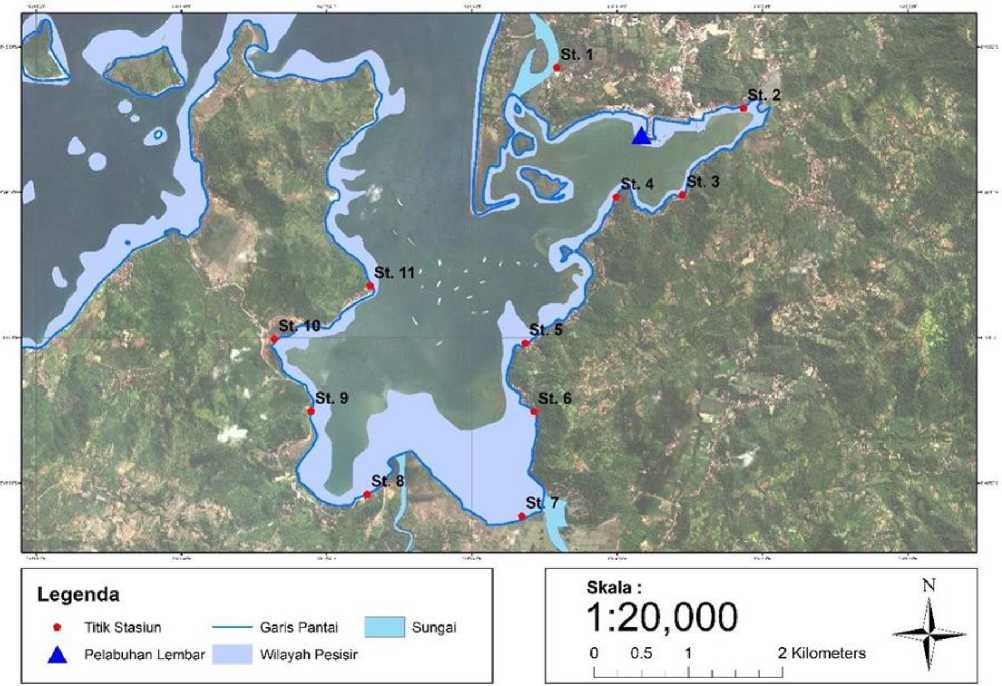 St. 1
St. 2
St. 3
St. 4
St. 11
St. 10
St. 5
St. 9
St. 6
St. 8
St. 7
Legenda
Titik Stasiun
Garis Pantai
Sungai
Pelabuhan Lembar
Wilayah Pesisir
Skala :
1:20,000
0 0.5 1 2 Kilometers
N